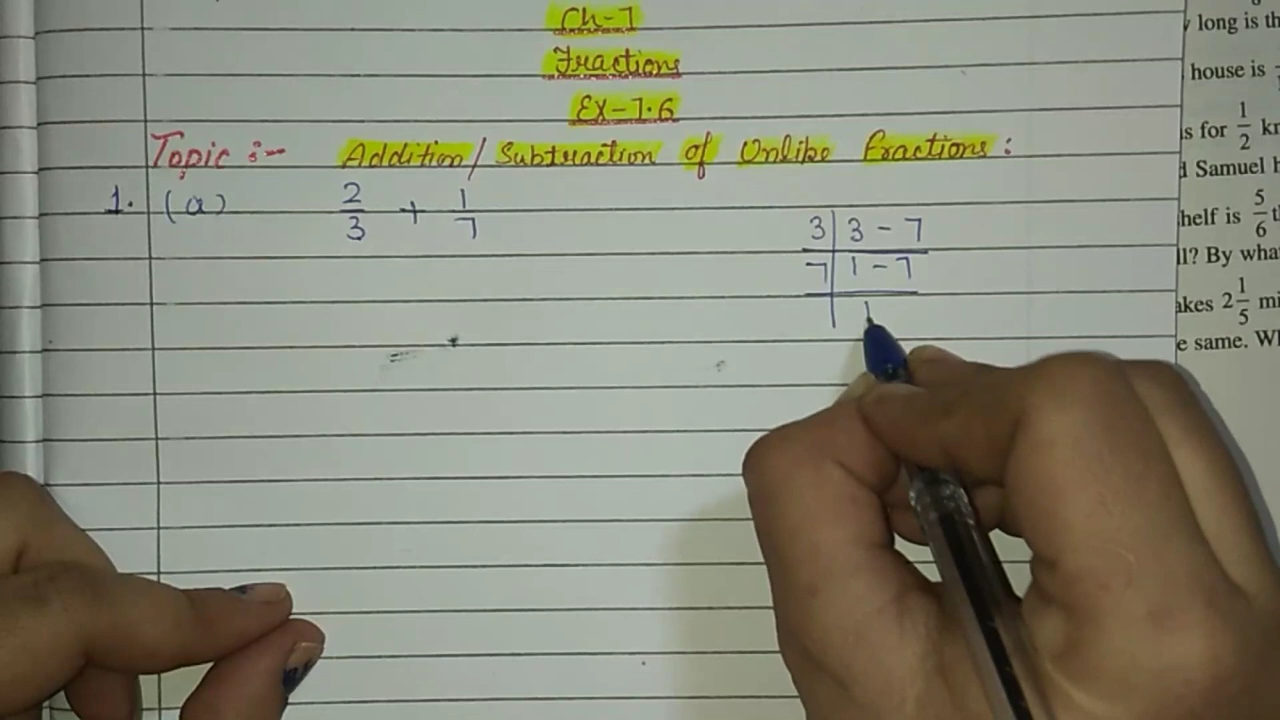 Ch-7
Fractions
Ex-7.6
Topic :- Addition/Subtraction of Unlike fractions :
1. (a) 2/3 + 1/7
3 | 3 - 7
7 | 1 - 7
| 1
long is th
house is
s for 1/2 kr
Samuel h
helf is 5/6 t
ll? By wha
akes 2 1/5 mi
e same. W